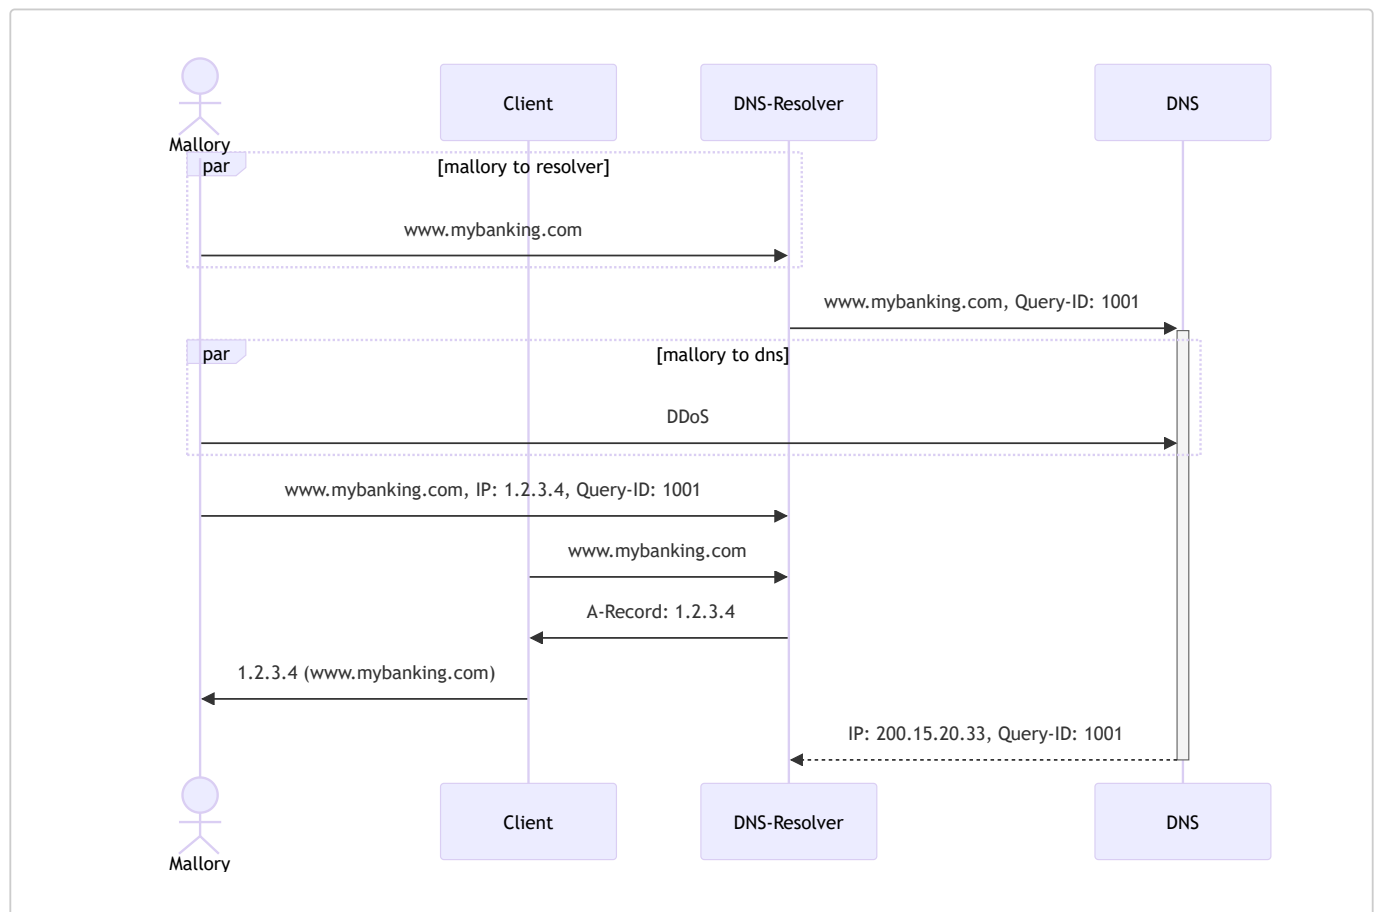 Client
DNS-Resolver
DNS
Mallory
par
[mallory to resolver]
www.mybanking.com
www.mybanking.com, Query-ID: 1001
par
[mallory to dns]
DDoS
www.mybanking.com, IP: 1.2.3.4, Query-ID: 1001
www.mybanking.com
A-Record: 1.2.3.4
1.2.3.4 (www.mybanking.com)
IP: 200.15.20.33, Query-ID: 1001
Client
DNS-Resolver
DNS
Mallory